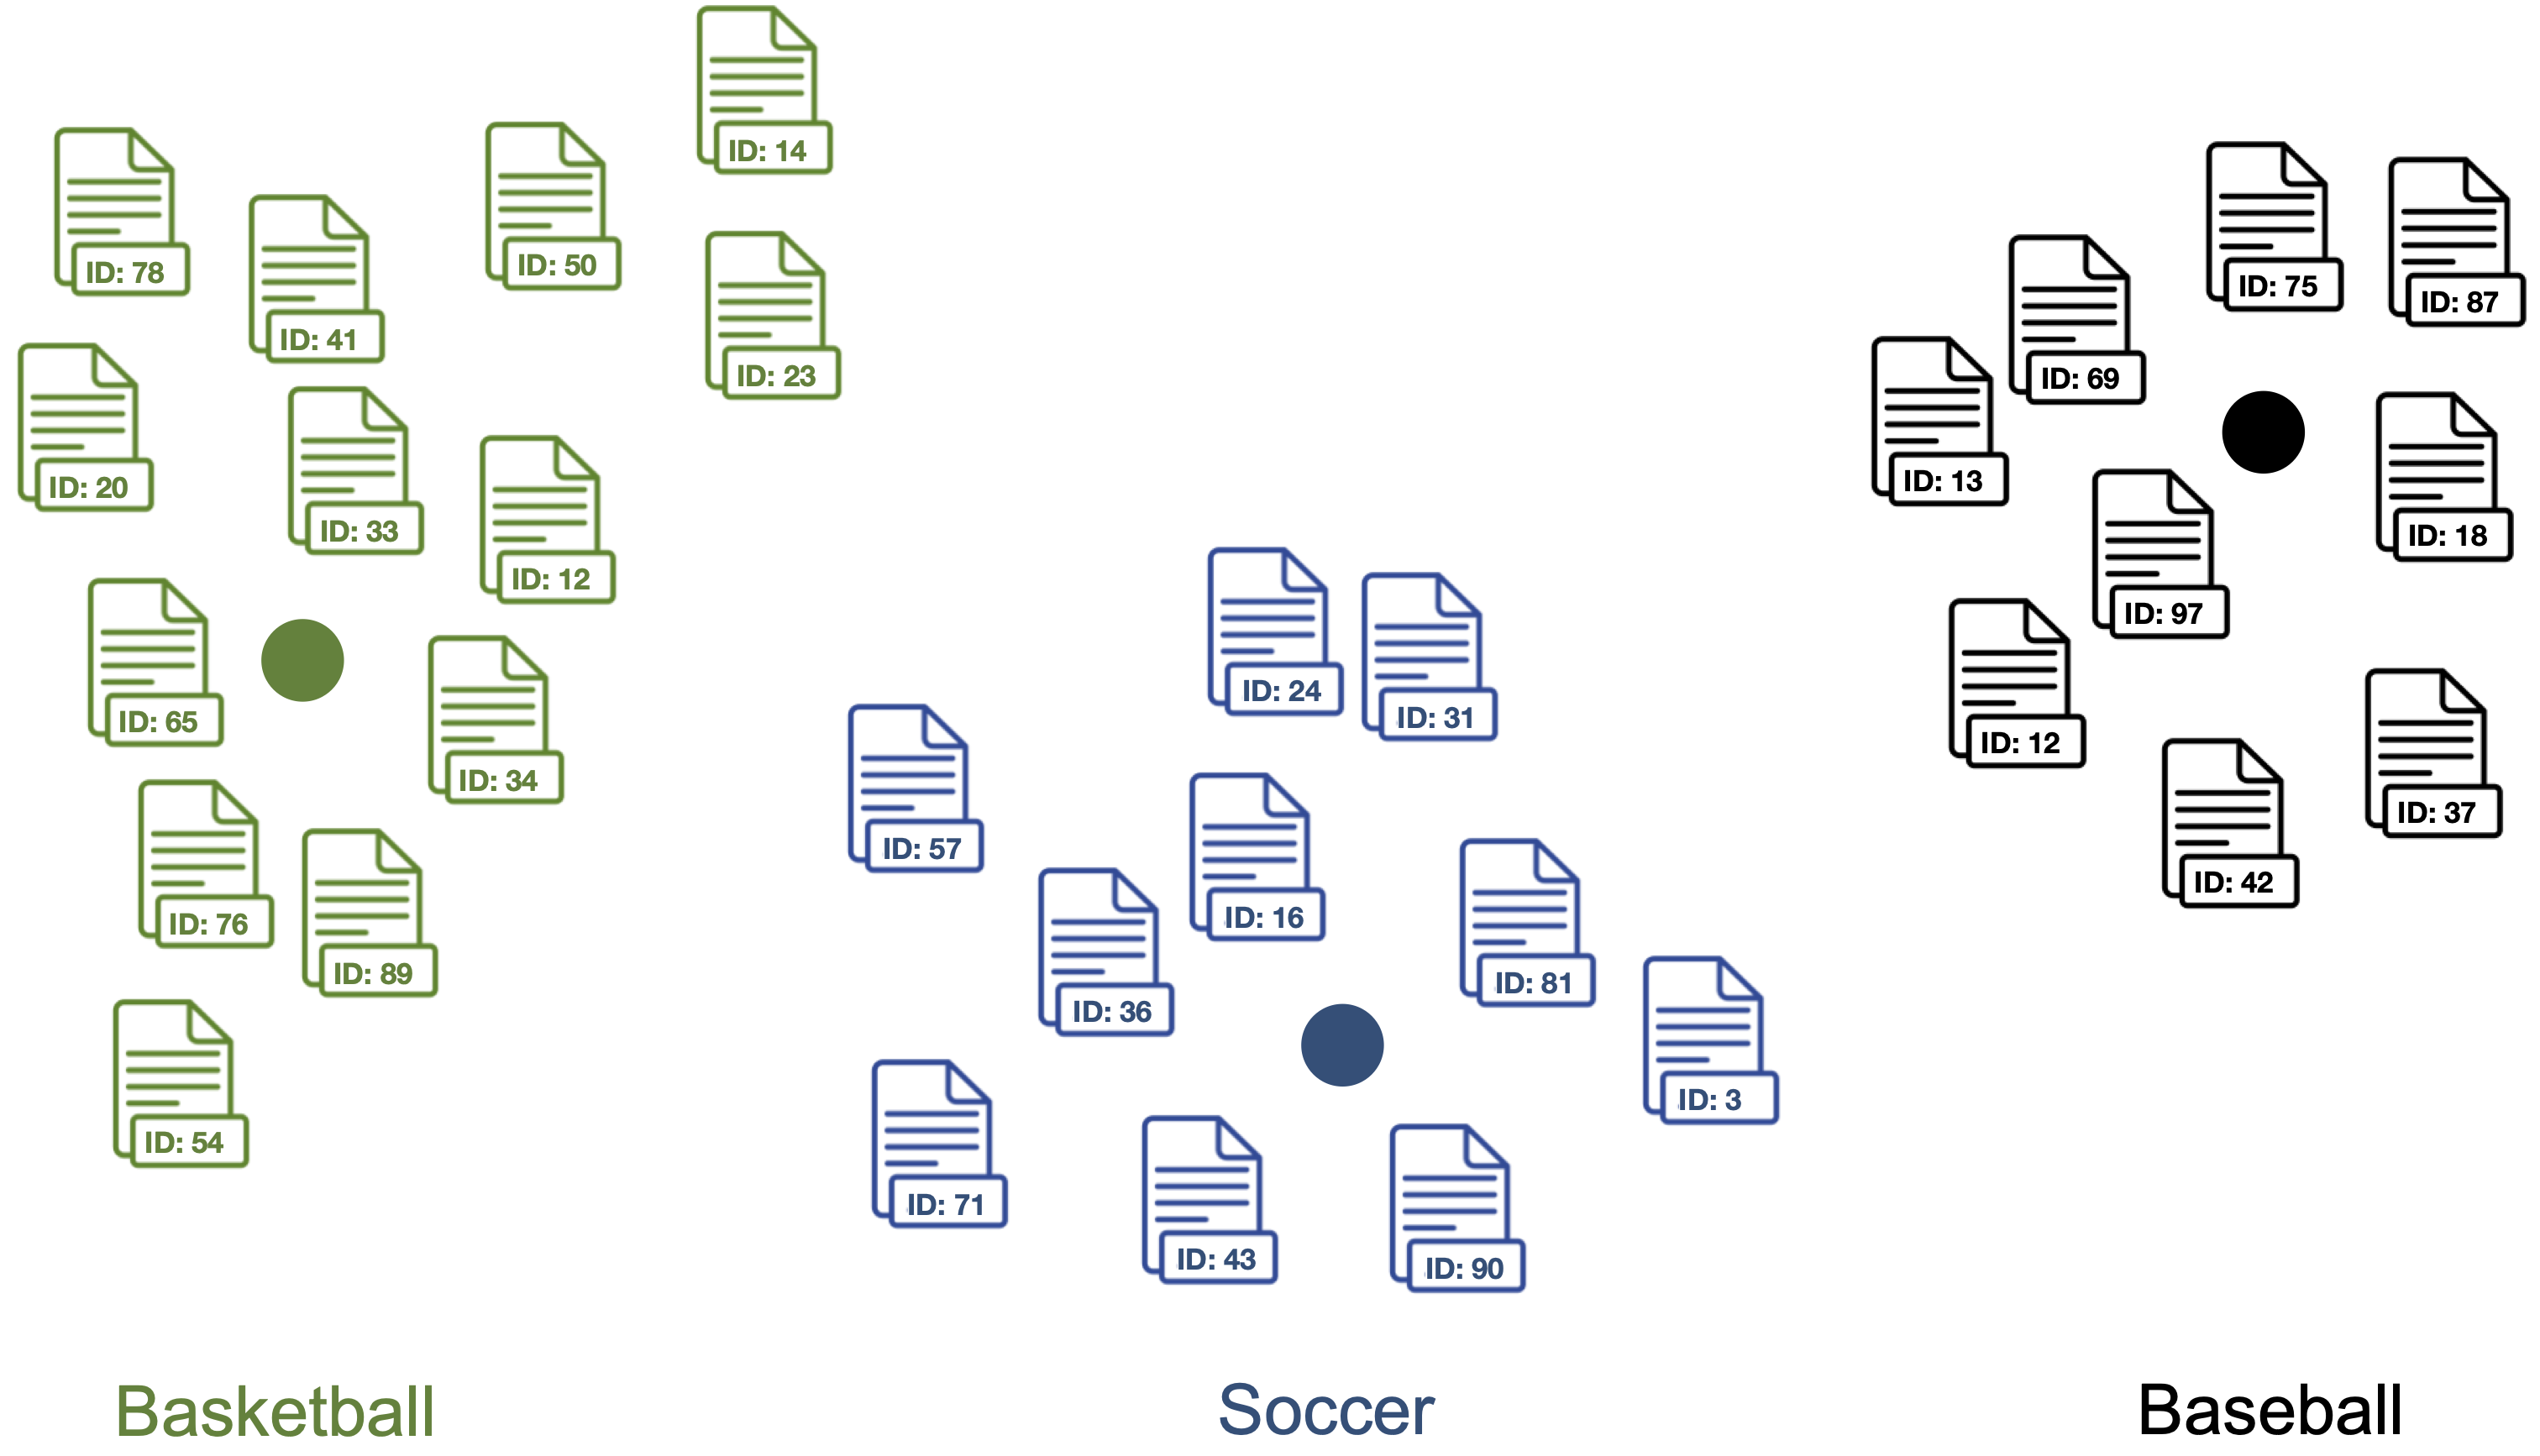 ID: 14
ID: 78
ID: 50
ID: 41
ID: 23
ID: 20
ID: 33
ID: 12
ID: 65
ID: 34
ID: 76
ID: 89
ID: 54
Basketball
ID: 24
ID: 31
ID: 57
ID: 16
ID: 36
ID: 81
ID: 3
ID: 71
ID: 43
ID: 90
Soccer
ID: 75
ID: 87
ID: 69
ID: 13
ID: 18
ID: 97
ID: 12
ID: 37
ID: 42
Baseball